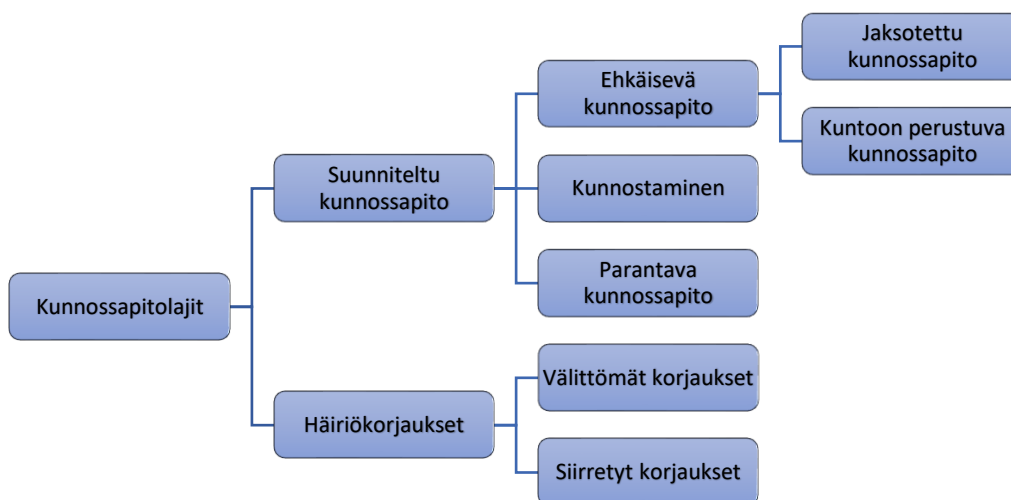 Jaksotettu
kunnossapito
Ehkäisevä
kunnossapito
Kuntoon perustuva
kunnossapito
Suunniteltu
kunnossapito
Kunnostaminen
Parantava
kunnossapito
Kunnossapitolajit
Välittömät korjaukset
Häiriökorjaukset
Siirretyt korjaukset